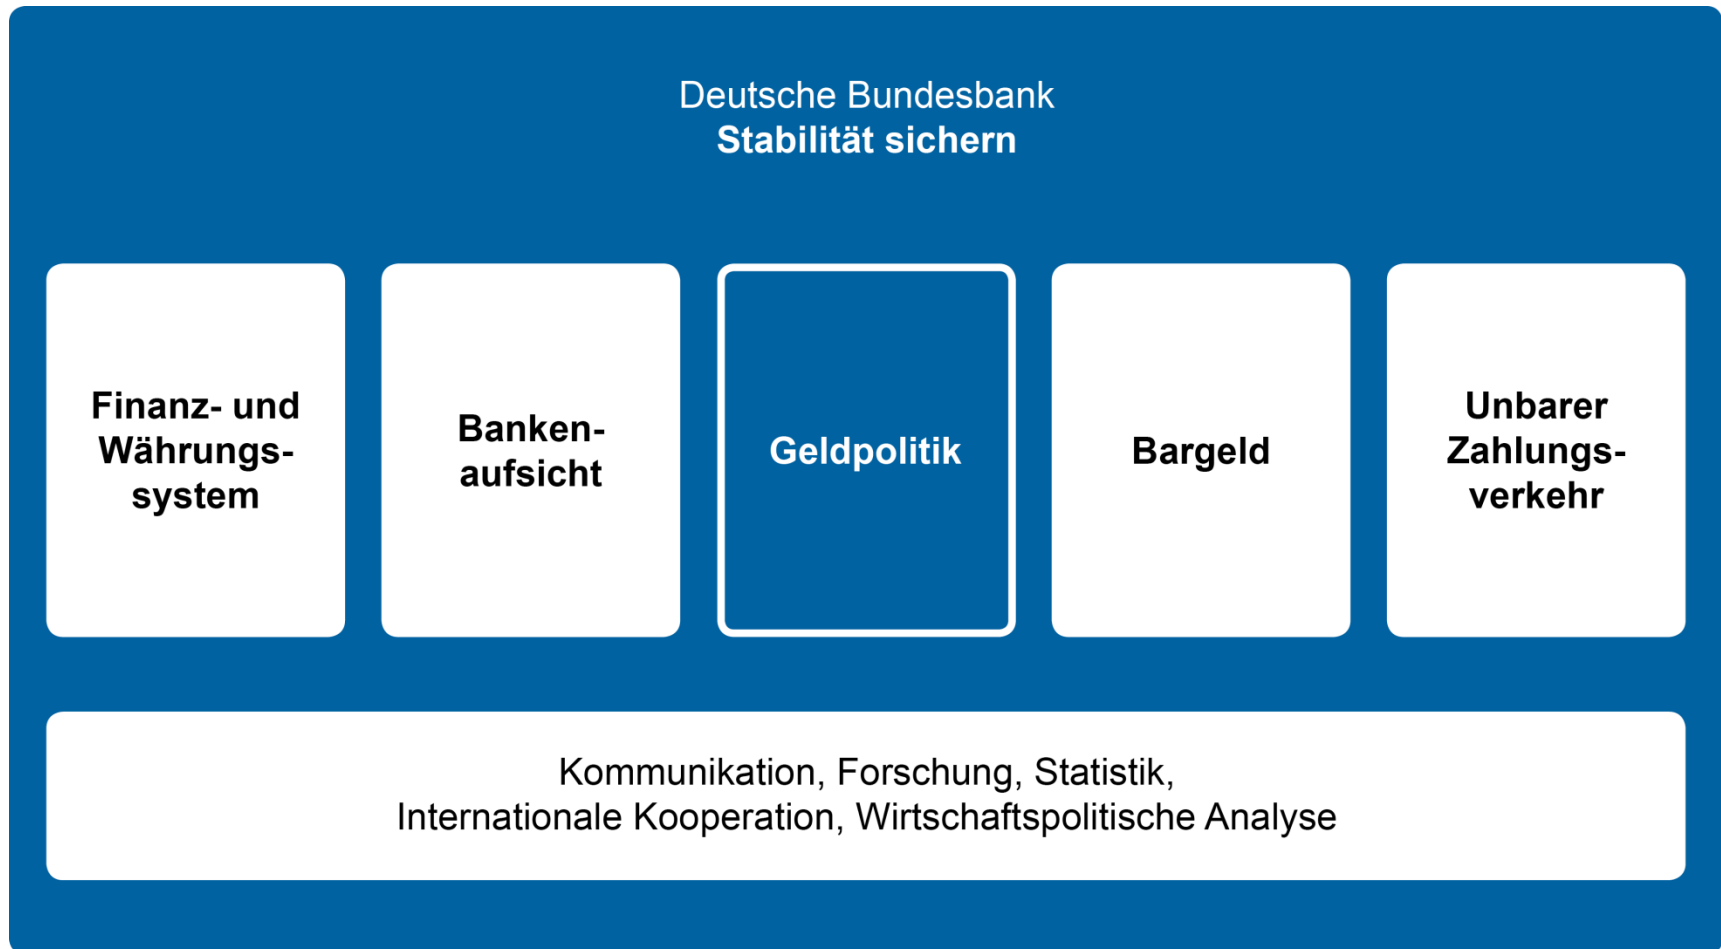 Deutsche Bundesbank
Stabilität sichern
Finanz- und
Währungs-
system
Banken-
aufsicht
Geldpolitik
Bargeld
Unbarer
Zahlungs-
verkehr
Kommunikation, Forschung, Statistik,
Internationale Kooperation, Wirtschaftspolitische Analyse